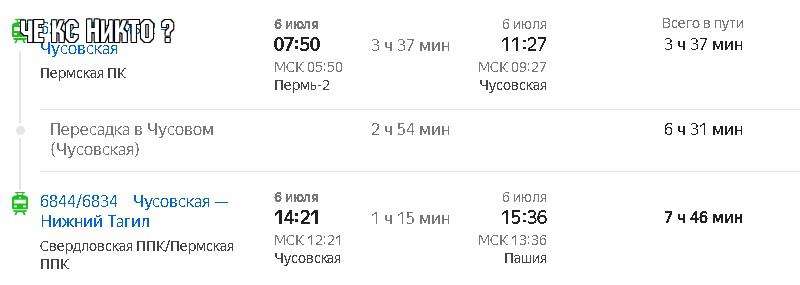 Всего в пути
ЧЕ КС НИКТО ?
Чусовская
Пермская ПК
6 июля
07:50
МСК 05:50
Пермь-2
3 ч 37 мин
6 июля
11:27
МСК 09:27
Чусовская
3 ч 37 мин
Пересадка в Чусовом
(Чусовская)
2 ч 54 мин
6 ч 31 мин
6844/6834 Чусовская —
Нижний Тагил
Свердловская ППК/Пермская
ППК
6 июля
14:21
МСК 12:21
Чусовская
1 ч 15 мин
6 июля
15:36
МСК 13:36
Пашия
7 ч 46 мин